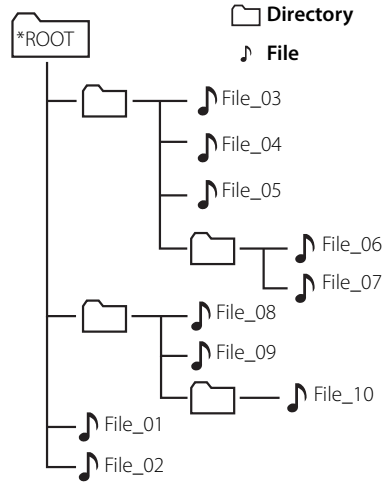 Directory
*ROOT
File
File_03
File_04
File_05
File_06
File_07
File_08
File_09
File_10
File_01
File_02